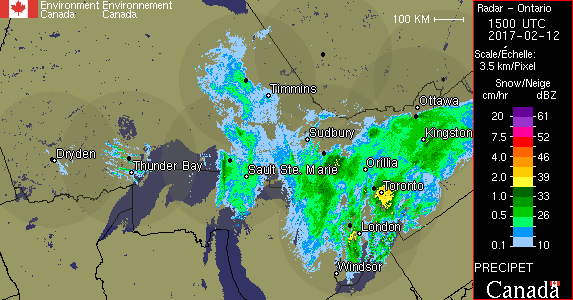 Environment Environnement
Canada Canada
100 KM
Timmins
Ottawa
Sudbury
Kingston
Dryden
Thunder Bay
Sault Ste. Marie
Orillia
Toronto
London
Windsor
Radar - Ontario
1500 UTC
2017-02-12
Scale/Échelle:
3.5 km/Pixel
Snow/Neige
cm/hr dBZ
20 61
7.5 52
4.0 46
2.0 39
1.0 33
0.5 26
0.1 10
PRECIPET
Canada